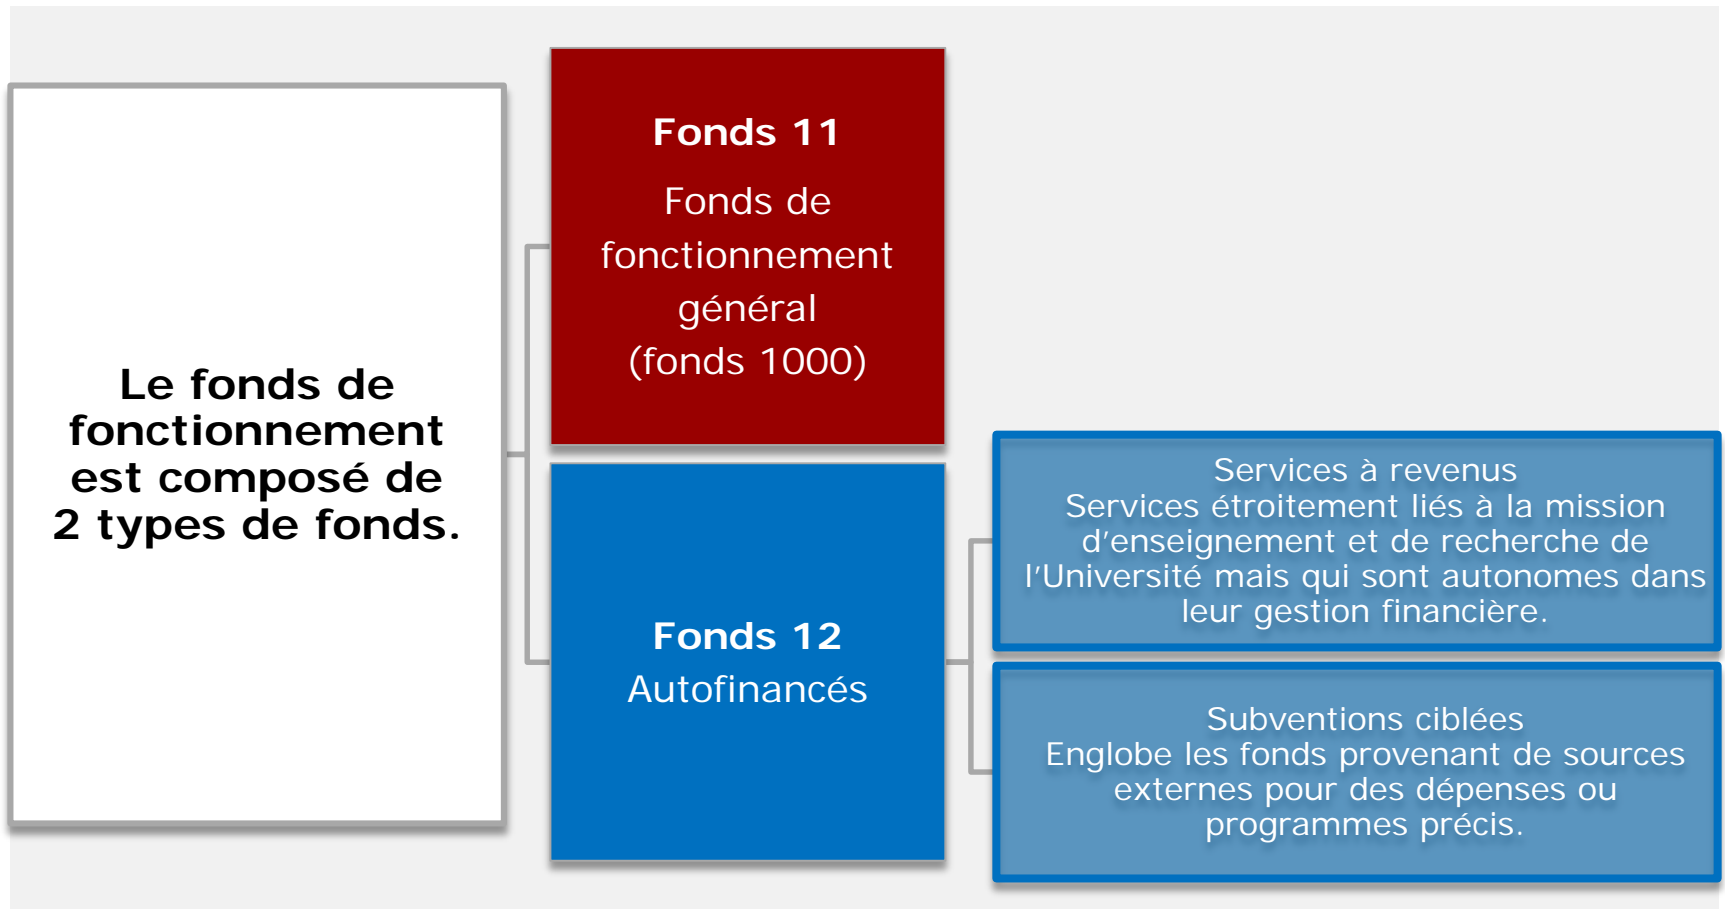 Le fonds de
fonctionnement
est composé de
2 types de fonds.
Fonds 11
Fonds de
fonctionnement
général
(fonds 1000)
Fonds 12
Autofinancés
Services à revenus
Services étroitement liés à la mission
d’enseignement et de recherche de
l’Université mais qui sont autonomes dans
leur gestion financière.
Subventions ciblées
Englobe les fonds provenant de sources
externes pour des dépenses ou
programmes précis.